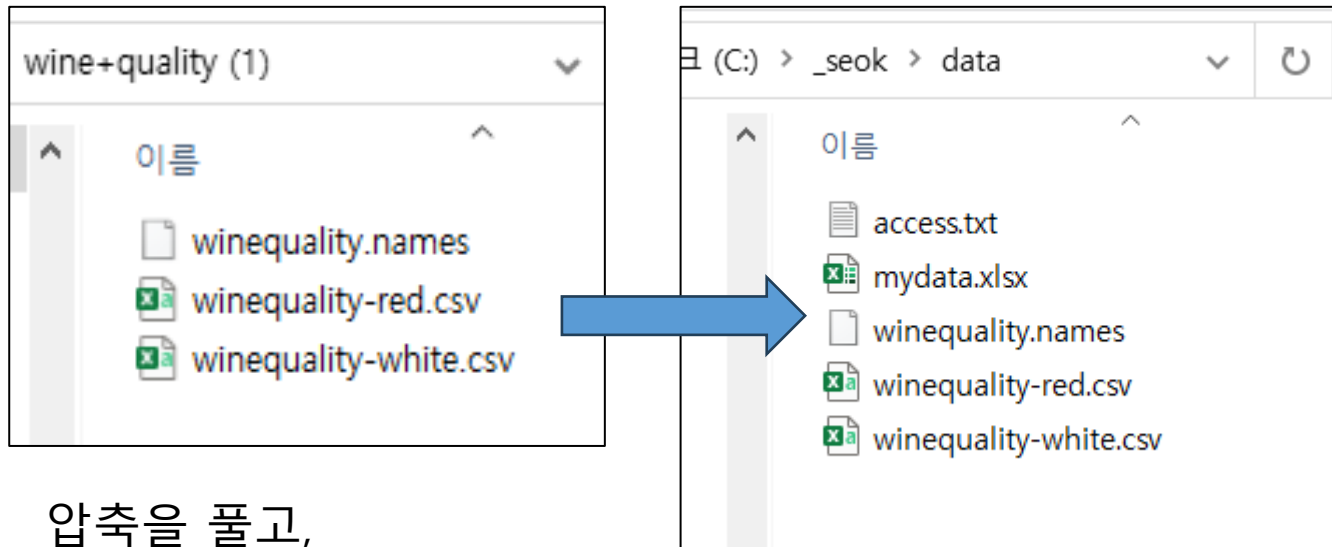 wine+quality (1)
이름
winequality.names
winequality-red.csv
winequality-white.csv
압축을 풀고,
크 (C:) > _seok > data
이름
access.txt
mydata.xlsx
winequality.names
winequality-red.csv
winequality-white.csv